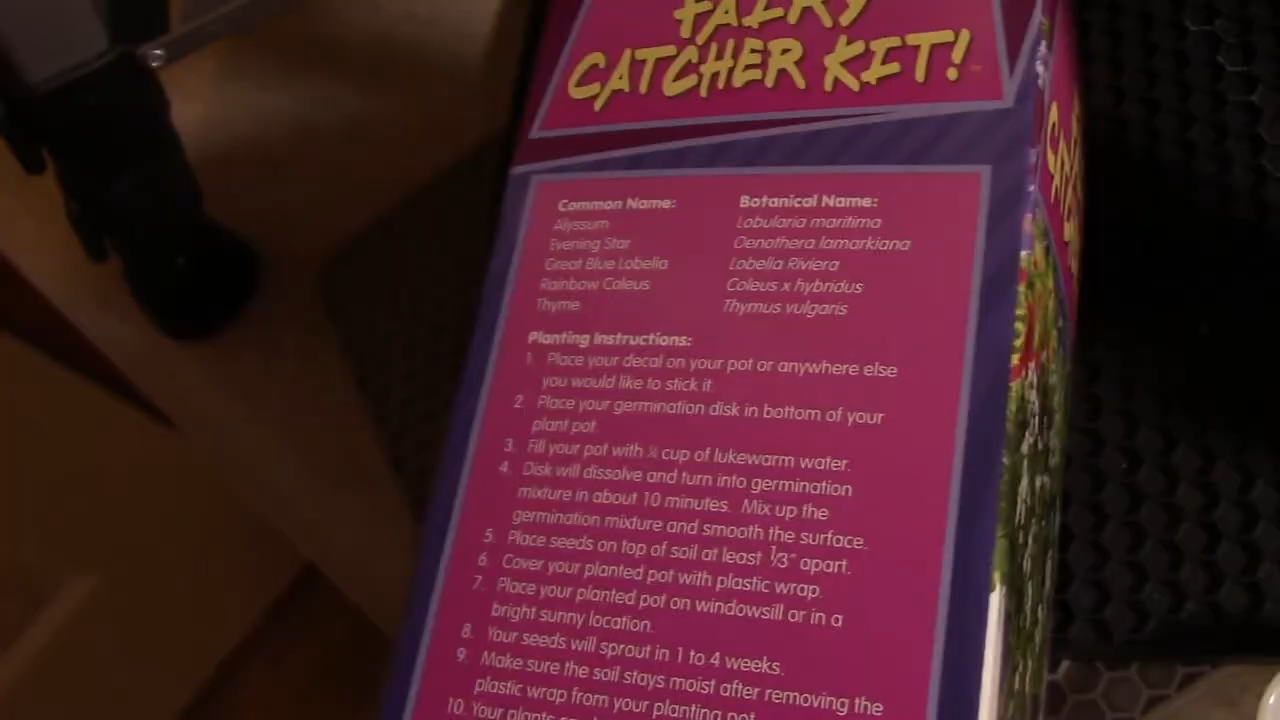 FAIRY
CATCHER KIT!
Common Name: Botanical Name:
Alyssum Lobularia maritima
Evening Star Oenothera lamarkiana
Great Blue Lobelia Lobella Riviera
Rainbow Coleus Coleus x hybridus
Thyme Thymus vulgaris
Planting Instructions:
1. Place your decal on your pot or anywhere else
you would like to stick it.
2. Place your germination disk in bottom of your
plant pot.
3. Fill your pot with cup of lukewarm water.
4. Disk will dissolve and turn into germination
mixture in about 10 minutes. Mix up the
germination mixture and smooth the surface.
5. Place seeds on top of soil at least 1/3" apart.
6. Cover your planted pot with plastic wrap.
7. Place your planted pot on windowsill or in a
bright sunny location.
8. Your seeds will sprout in 1 to 4 weeks.
9. Make sure the soil stays moist after removing the
plastic wrap from your planting pot.
10. Your plants